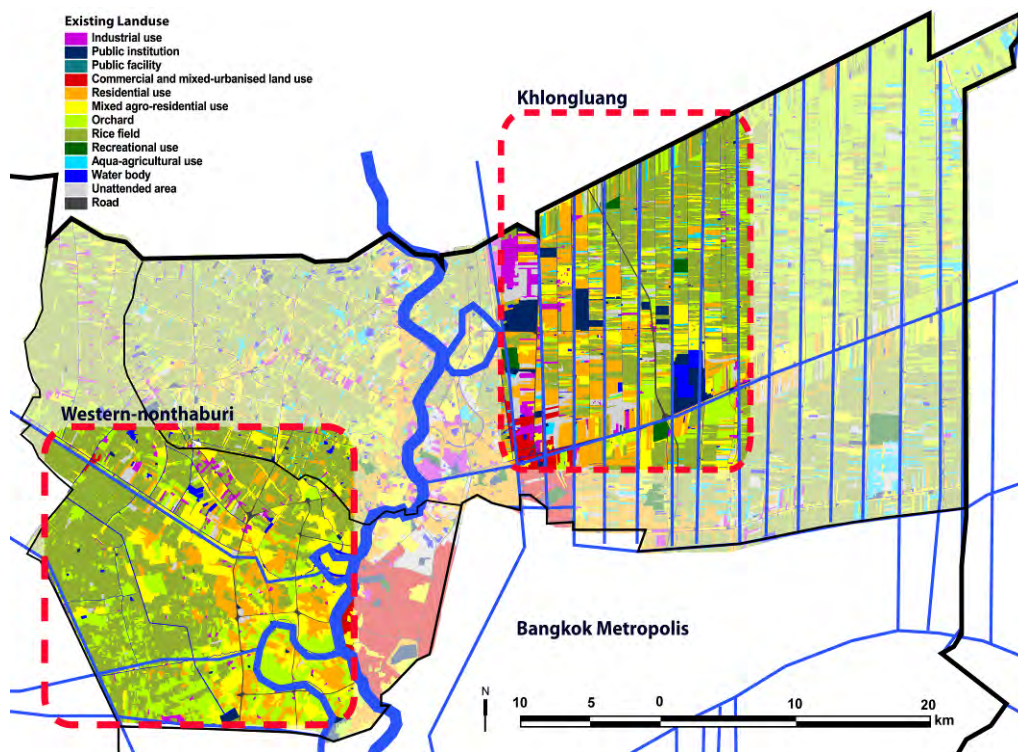 Existing Landuse
Industrial use
Public institution
Public facility
Commercial and mixed-urbanised land use
Residential use
Mixed agro-residential use
Orchard
Rice field
Recreational use
Aqua-agricultural use
Water body
Unattended area
Road
Khlongluang
Western-nonthaburi
Bangkok Metropolis
N
10 5 0 10 20
km